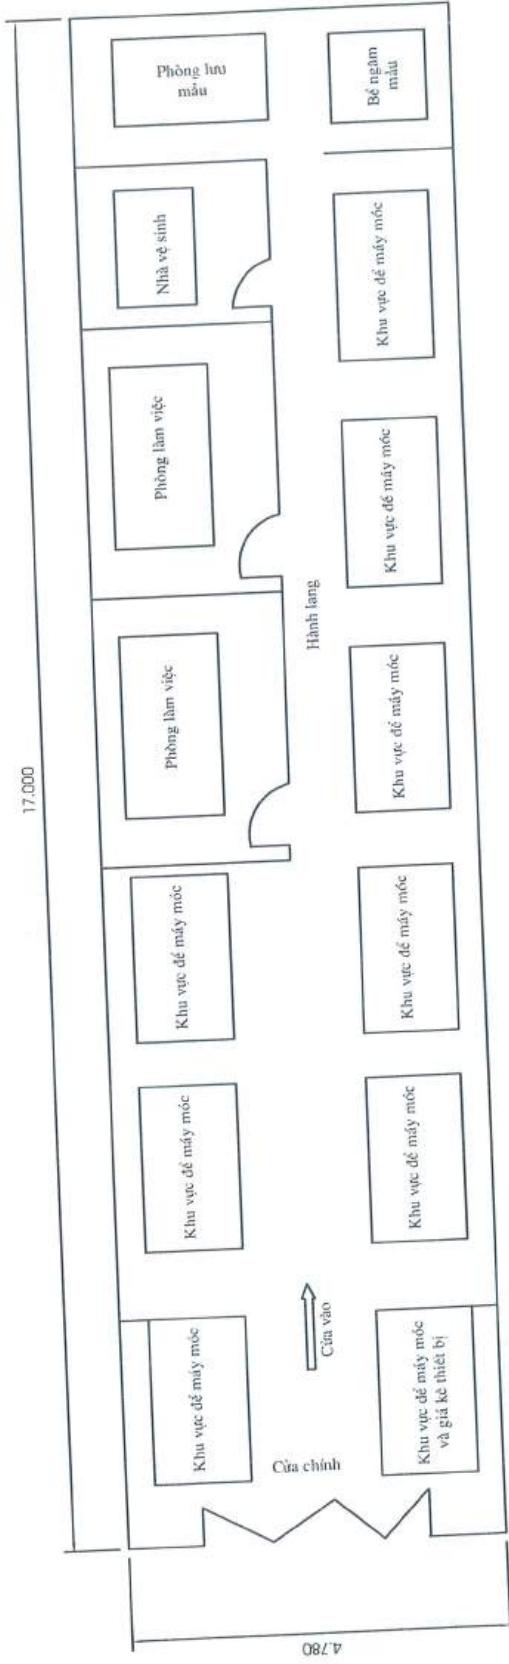 Phòng lưu
mẫu
Bể ngâm
mẫu
Nhà vệ sinh
Khu vực để máy móc
Phòng làm việc
Khu vực để máy móc
17.000
Hành lang
Phòng làm việc
Khu vực để máy móc
Khu vực để máy móc
Khu vực để máy móc
Khu vực để máy móc
Khu vực để máy móc
Cửa vào
Khu vực để máy móc
Khu vực để máy móc
và giá kê thiết bị
Cửa chính
4.780